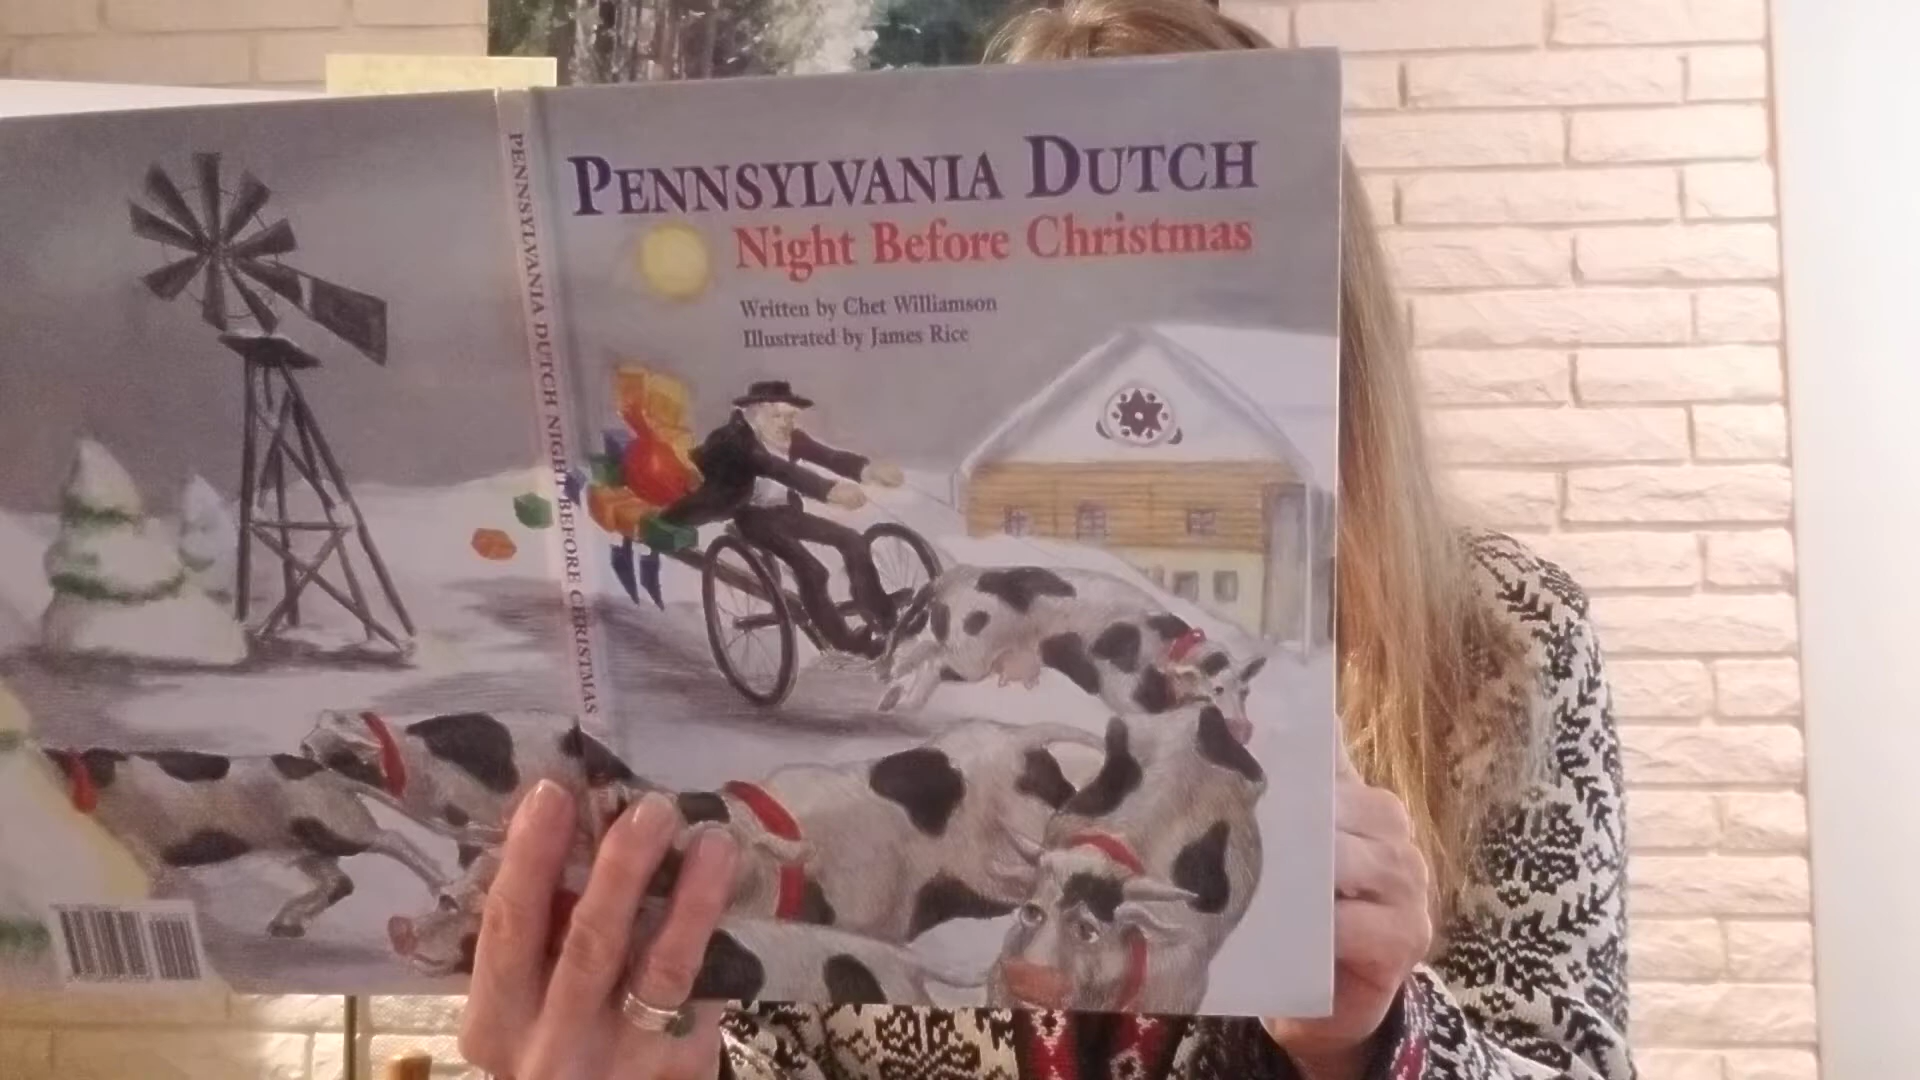 PENNSYLVANIA DUTCH
Night Before Christmas
Written by Chet Williamson
Illustrated by James Rice
PENNSYLVANIA DUTCH NIGHT BEFORE CHRISTMAS